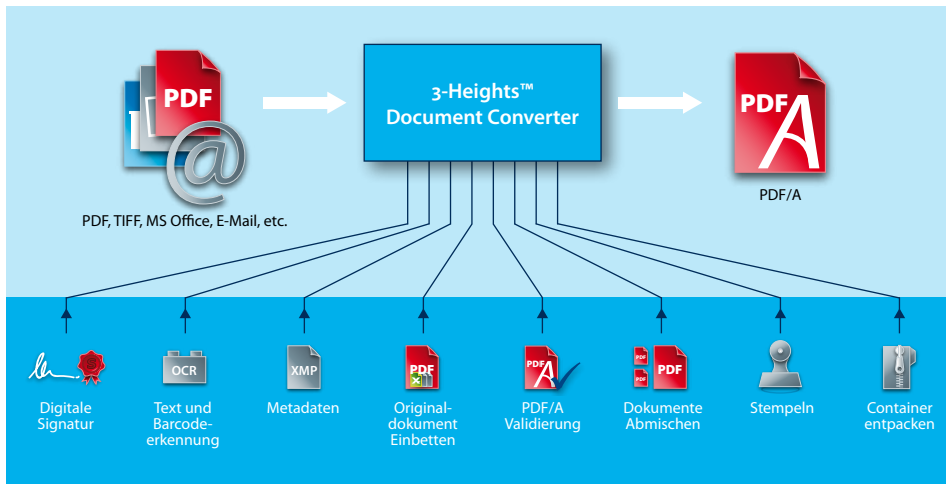 PDF
@
3-Heights™
Document Converter
PDF
A
PDF, TIFF, MS Office, E-Mail, etc.
PDF/A
OCR
XMP
PDF
PDF
A
PDF
PDF
PDF
Digitale
Signatur
Text und
Barcode-
erkennung
Metadaten
Original-
dokument
Einbetten
PDF/A
Validierung
Dokumente
Abmischen
Stempeln
Container
entpacken